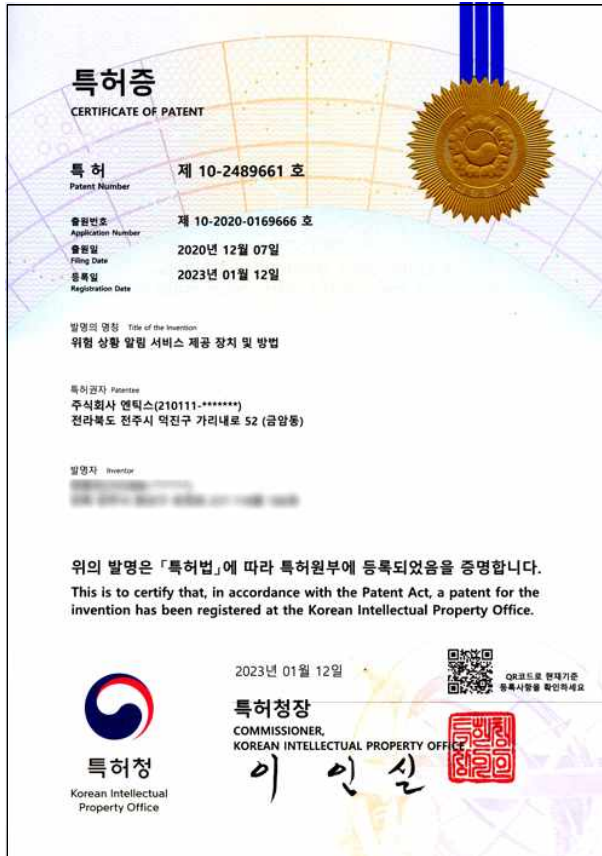 특허증
CERTIFICATE OF PATENT
특 허 제 10-2489661 호
Patent Number
출원번호 제 10-2020-0169666 호
Application Number
출원일 2020년 12월 07일
Filing Date
등록일 2023년 01월 12일
Registration Date
발명의 명칭 Title of the Invention
위험 상황 알림 서비스 제공 장치 및 방법
특허권자 Patentee
주식회사 엔틱스(210111-*******)
전라북도 전주시 덕진구 가리내로 52 (금암동)
발명자 Inventor
위의 발명은 「특허법」에 따라 특허원부에 등록되었음을 증명합니다.
This is to certify that, in accordance with the Patent Act, a patent for the
invention has been registered at the Korean Intellectual Property Office.
2023년 01월 12일
QR코드로 현재기준
등록사항을 확인하세요
특허청장
COMMISSIONER,
KOREAN INTELLECTUAL PROPERTY OFFICE
이 인 실
특허청
Korean Intellectual
Property Office